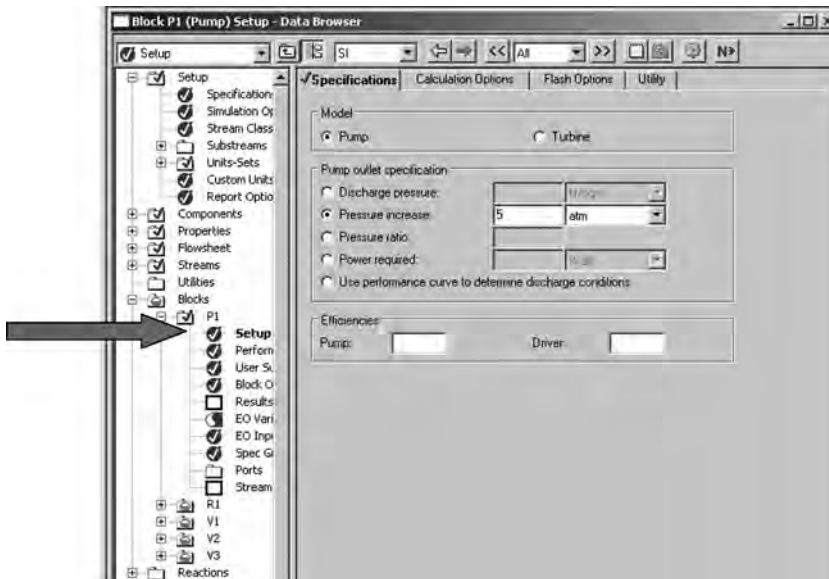 Block P1 (Pump) Setup - Data Browser
Setup
SI
All
N>
Setup
Specification
Simulation Op
Stream Class
Substreams
Units-Sets
Custom Units
Report Optio
Components
Properties
Flowsheet
Streams
Utilities
Blocks
P1
Setup
Perform
User Su
Block O
Results
EO Vari
EO Inpu
Spec G
Ports
Stream
R1
V1
V2
V3
Reactions
Specifications Calculation Options Flash Options Utility
Model
Pump Turbine
Pump outlet specification
Discharge pressure:
Pressure increase: 5 atm
Pressure ratio:
Power required:
Use performance curve to determine discharge conditions
Efficiencies
Pump: Driver: